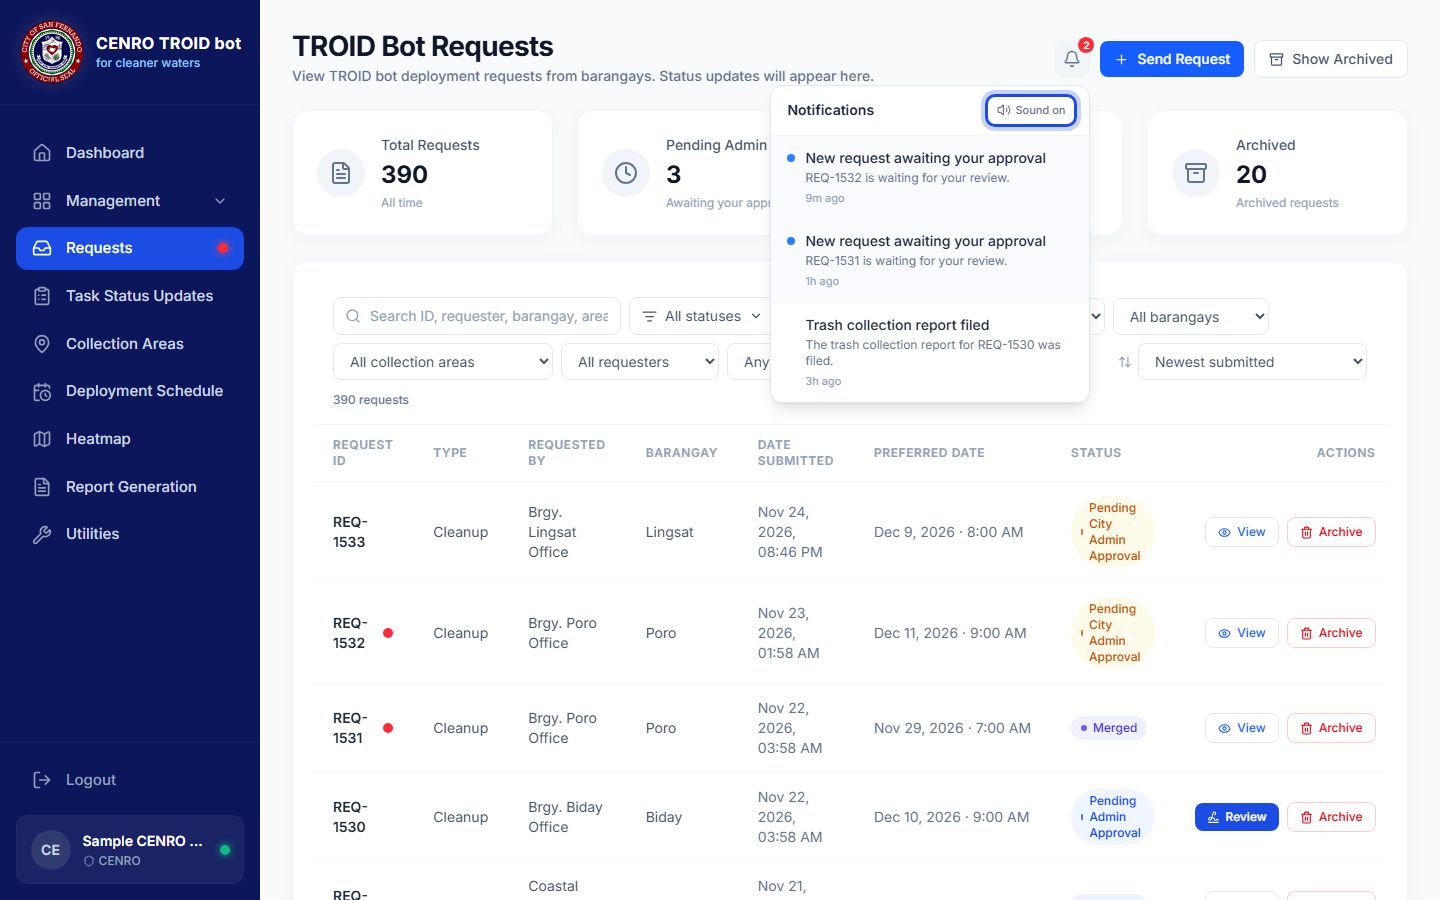 CITY OF SAN FERNANDO
OFFICIAL SEAL
CENRO TROID bot
for cleaner waters
Dashboard
Management
Requests
Task Status Updates
Collection Areas
Deployment Schedule
Heatmap
Report Generation
Utilities
Logout
CE
Sample CENRO ...
CENRO
TROID Bot Requests
View TROID bot deployment requests from barangays. Status updates will appear here.
2
Send Request
Show Archived
Total Requests
390
All time
Pending Admin
3
Awaiting your appr
Archived
20
Archived requests
Notifications
Sound on
New request awaiting your approval
REQ-1532 is waiting for your review.
9m ago
New request awaiting your approval
REQ-1531 is waiting for your review.
1h ago
Trash collection report filed
The trash collection report for REQ-1530 was
filed.
3h ago
Search ID, requester, barangay, area
All statuses
All barangays
All collection areas
All requesters
Any
Newest submitted
390 requests
REQUEST
ID
TYPE
REQUESTED
BY
BARANGAY
DATE
SUBMITTED
PREFERRED DATE
STATUS
ACTIONS
REQ-
1533
Cleanup
Brgy.
Lingsat
Office
Lingsat
Nov 24,
2026,
08:46 PM
Dec 9, 2026 · 8:00 AM
Pending
City
Admin
Approval
View
Archive
REQ-
1532
Cleanup
Brgy. Poro
Office
Poro
Nov 23,
2026,
01:58 AM
Dec 11, 2026 · 9:00 AM
Pending
City
Admin
Approval
View
Archive
REQ-
1531
Cleanup
Brgy. Poro
Office
Poro
Nov 22,
2026,
03:58 AM
Nov 29, 2026 · 7:00 AM
Merged
View
Archive
REQ-
1530
Cleanup
Brgy. Biday
Office
Biday
Nov 22,
2026,
03:58 AM
Dec 10, 2026 · 9:00 AM
Pending
Admin
Approval
Review
Archive
REQ-
Coastal
Nov 21,